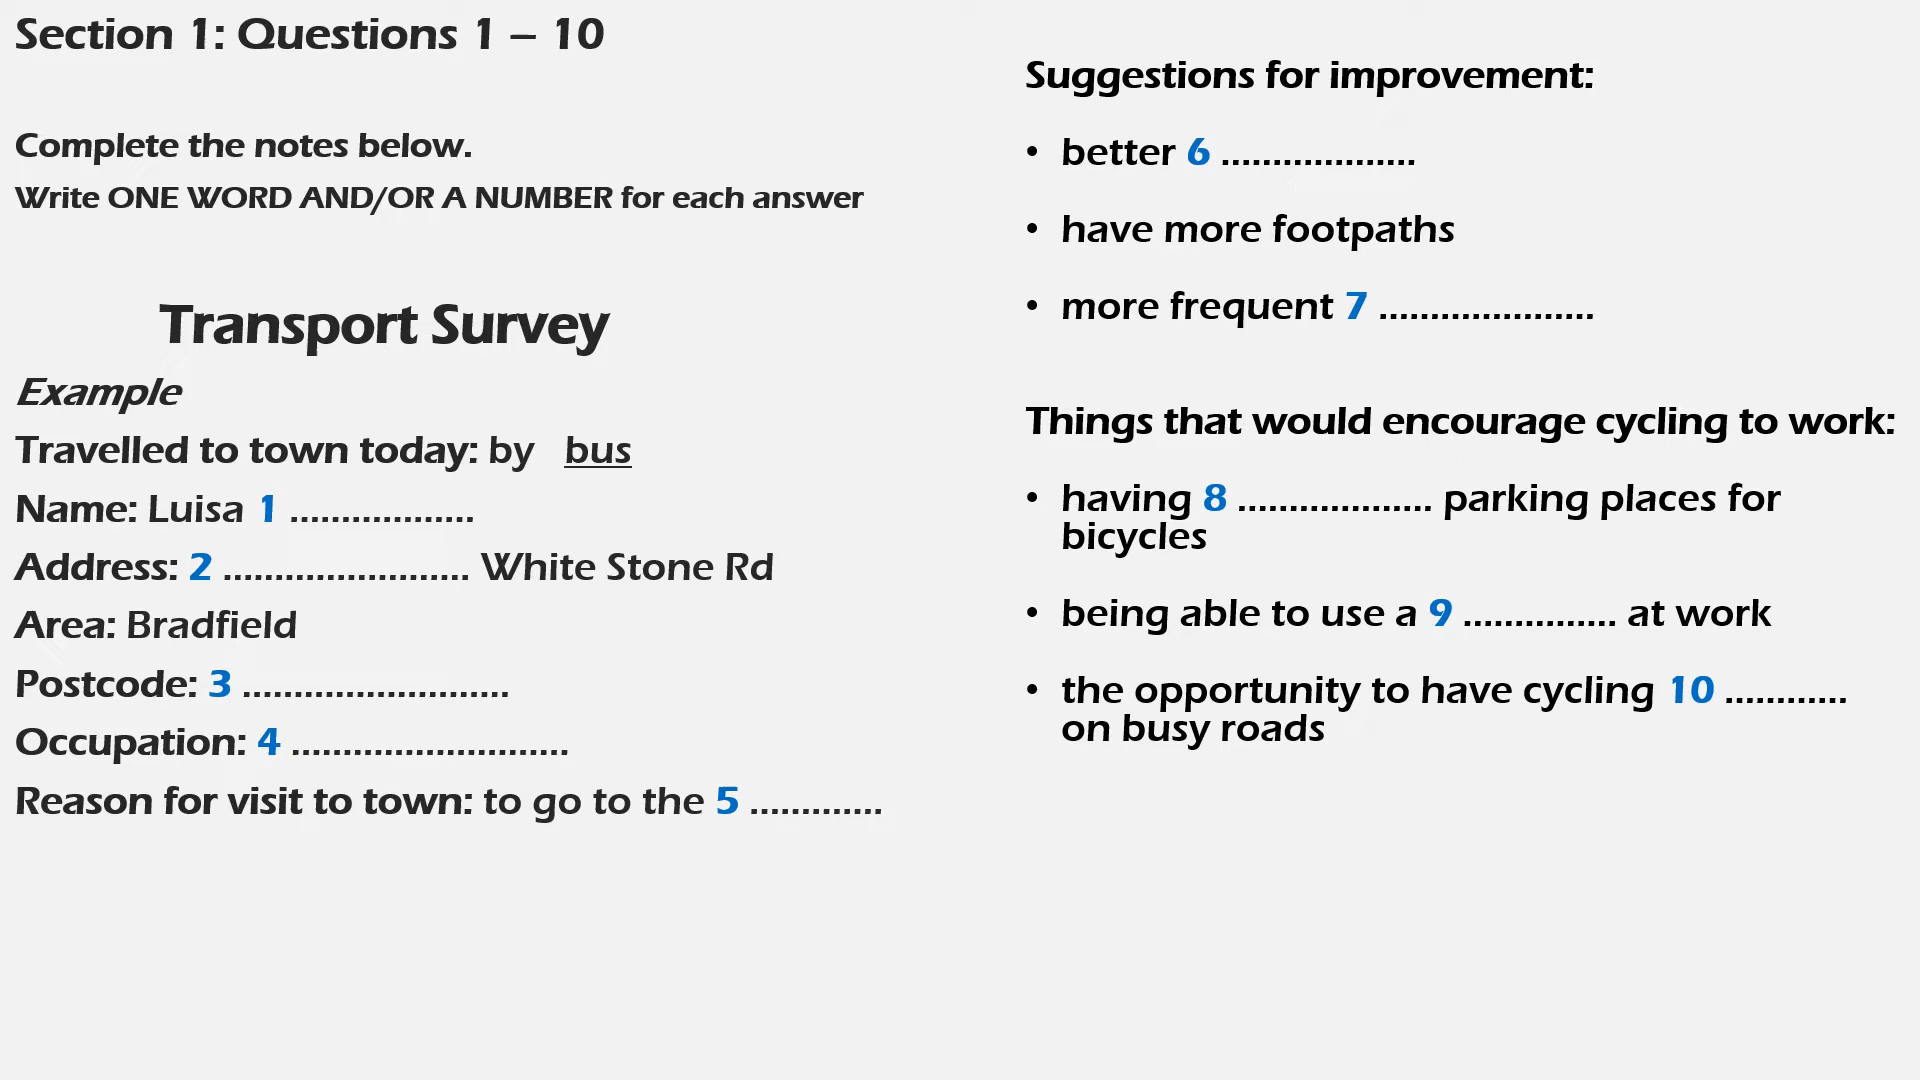 Section 1: Questions 1 – 10
Complete the notes below.
Write ONE WORD AND/OR A NUMBER for each answer
Transport Survey
Example
Travelled to town today: by bus
Name: Luisa 1 ..................
Address: 2 ........................ White Stone Rd
Area: Bradfield
Postcode: 3 ..........................
Occupation: 4 ...........................
Reason for visit to town: to go to the 5 .............
Suggestions for improvement:
• better 6 ...................
• have more footpaths
• more frequent 7 .....................
Things that would encourage cycling to work:
• having 8 ................... parking places for
bicycles
• being able to use a 9 ............... at work
• the opportunity to have cycling 10 ............
on busy roads